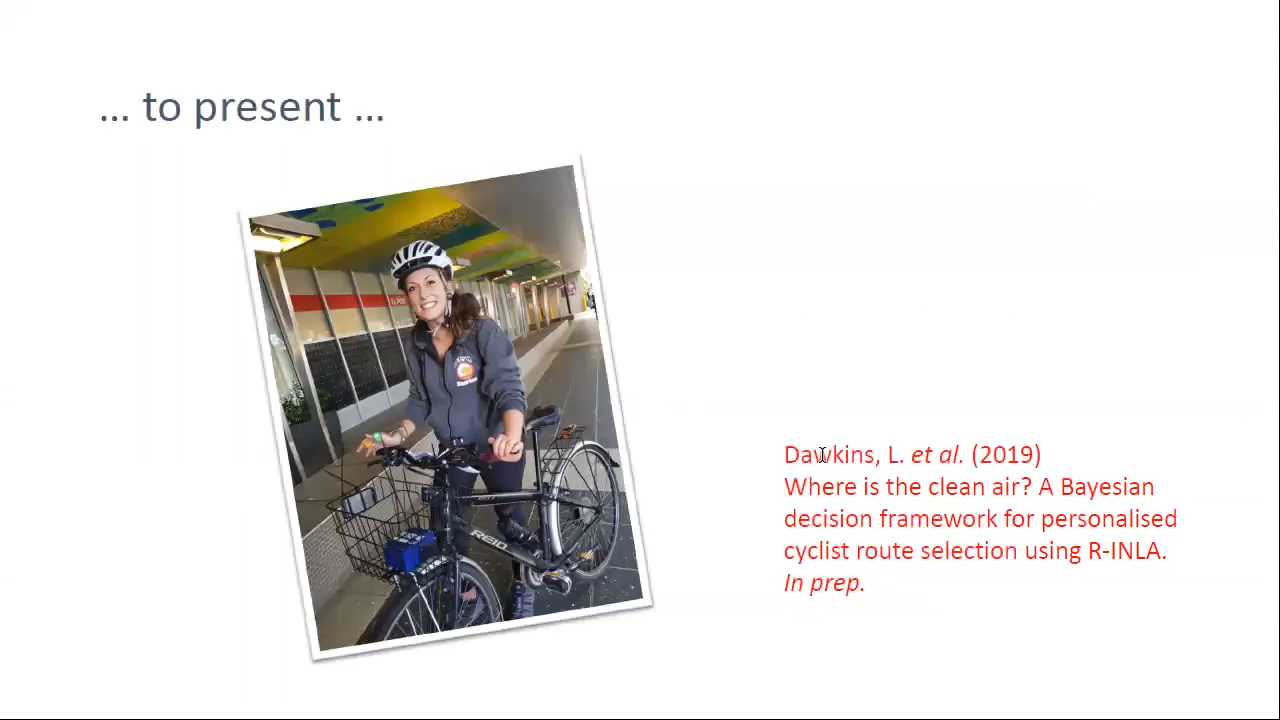 ... to present ...
REID
Dawkins, L. et al. (2019)
Where is the clean air? A Bayesian
decision framework for personalised
cyclist route selection using R-INLA.
In prep.